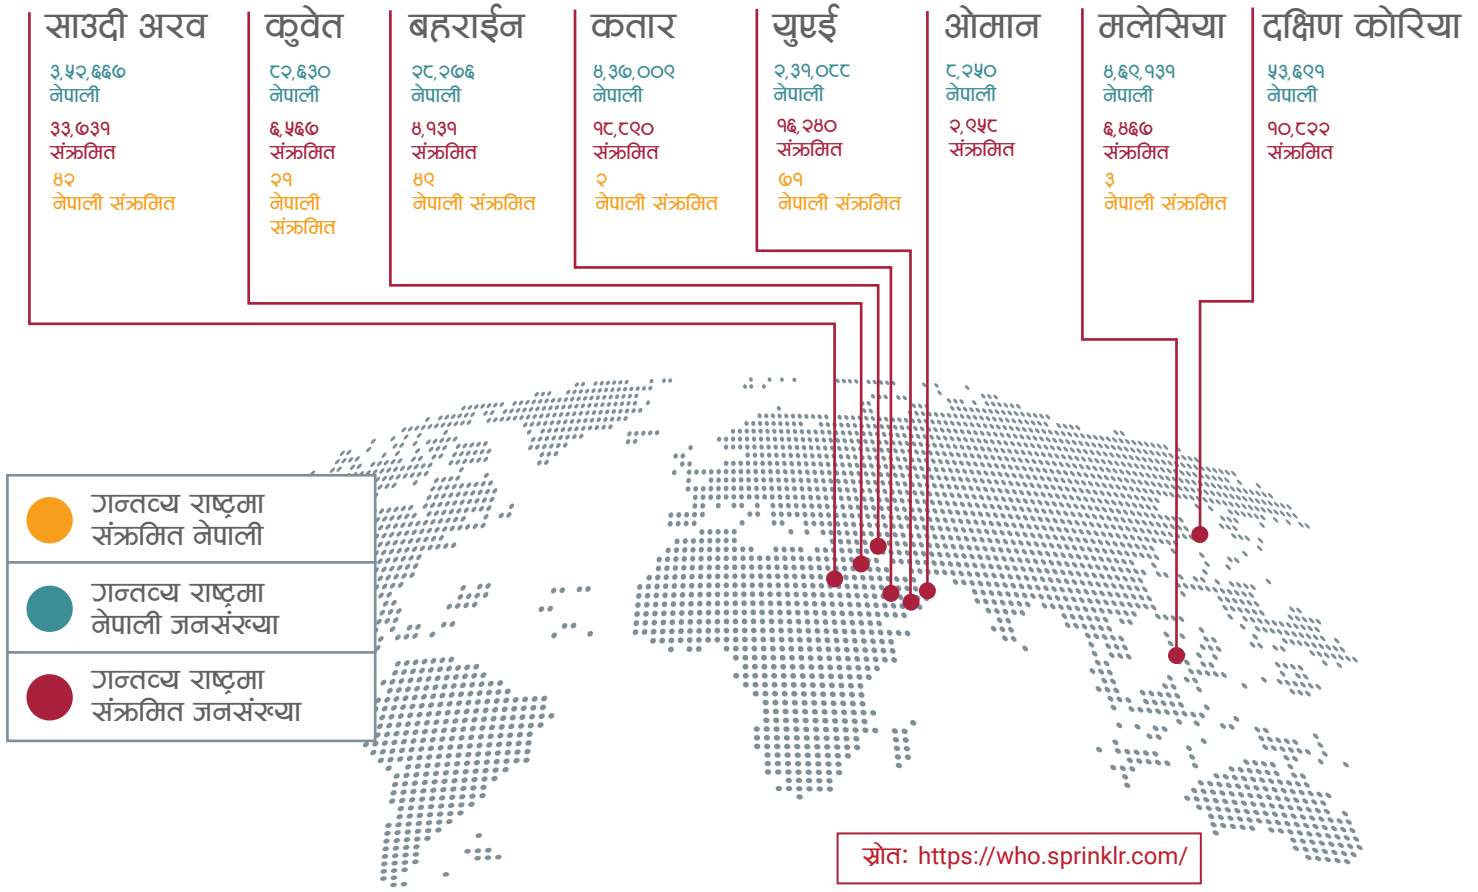 साउदी अरव
३,५२,६६७
नेपाली
३३,७३१
संक्रमित
४२
नेपाली संक्रमित
कुवेत
८२,६३०
नेपाली
६,५६७
संक्रमित
२१
नेपाली
संक्रमित
बहराईन
२८,२७६
नेपाली
४,१३१
संक्रमित
४९
नेपाली संक्रमित
कतार
४,३७,००९
नेपाली
१८,८९०
संक्रमित
२
नेपाली संक्रमित
युएई
२,३१,०८८
नेपाली
१६,२४०
संक्रमित
७१
नेपाली संक्रमित
ओमान
८,२५०
नेपाली
२,९५८
संक्रमित
मलेसिया
४,६९,१३१
नेपाली
६,४६७
संक्रमित
३
नेपाली संक्रमित
दक्षिण कोरिया
५३,६९१
नेपाली
१०,८२२
संक्रमित
गन्तव्य राष्ट्रमा
संक्रमित नेपाली
गन्तव्य राष्ट्रमा
नेपाली जनसंख्या
गन्तव्य राष्ट्रमा
संक्रमित जनसंख्या
स्रोतः https://who.sprinklr.com/